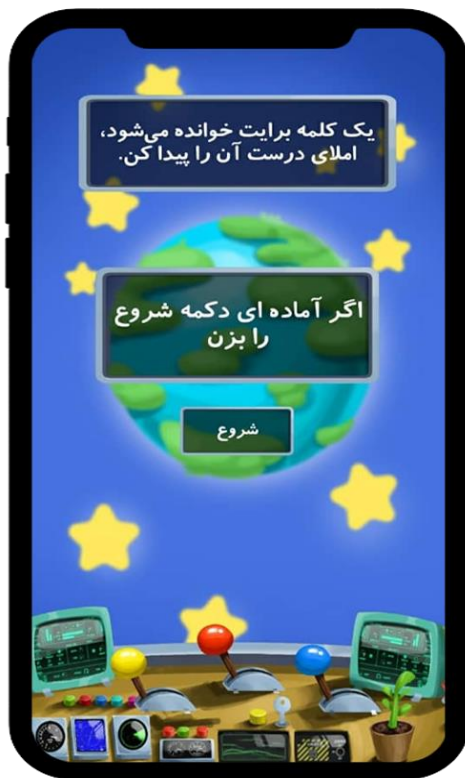 یک کلمه برایت خوانده می‌شود،
املای درست آن را پیدا کن.
اگر آماده ای دکمه شروع
را بزن
شروع